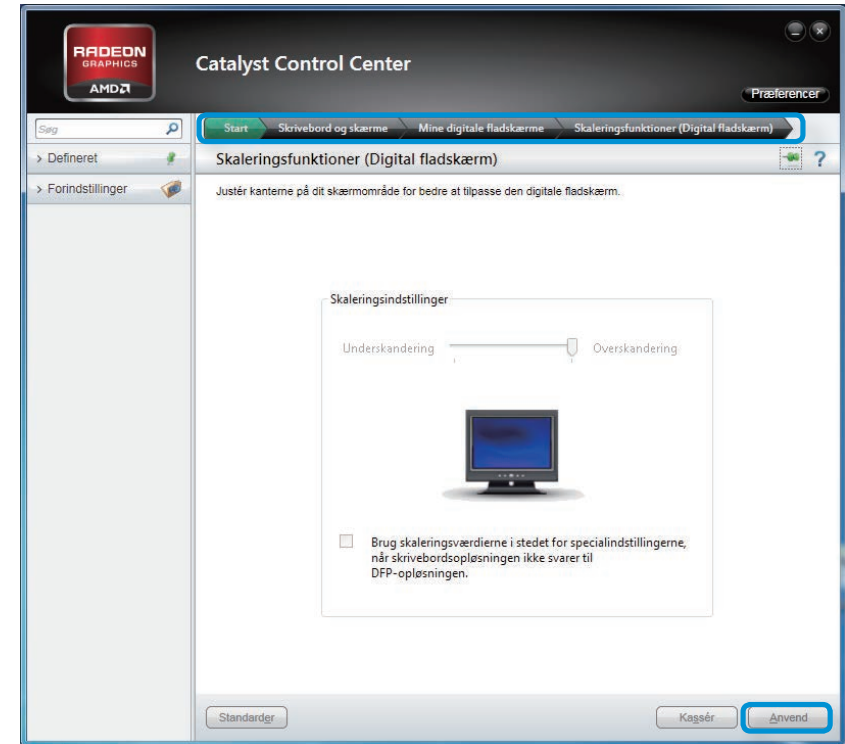 RADEON
GRAPHICS
AMD
Catalyst Control Center
Præferencer
Søg
Start Skrivebord og skærme Mine digitale fladskærme Skaleringsfunktioner (Digital fladskærm)
> Defineret
Skaleringsfunktioner (Digital fladskærm)
?
> Forindstillinger
Justér kanterne på dit skærmområde for bedre at tilpasse den digitale fladskærm.
Skaleringsindstillinger
Underskandering Overskandering
Brug skaleringsværdierne i stedet for specialindstillingerne,
når skrivebordsopløsningen ikke svarer til
DFP-opløsningen.
Standarder Kassér Anvend